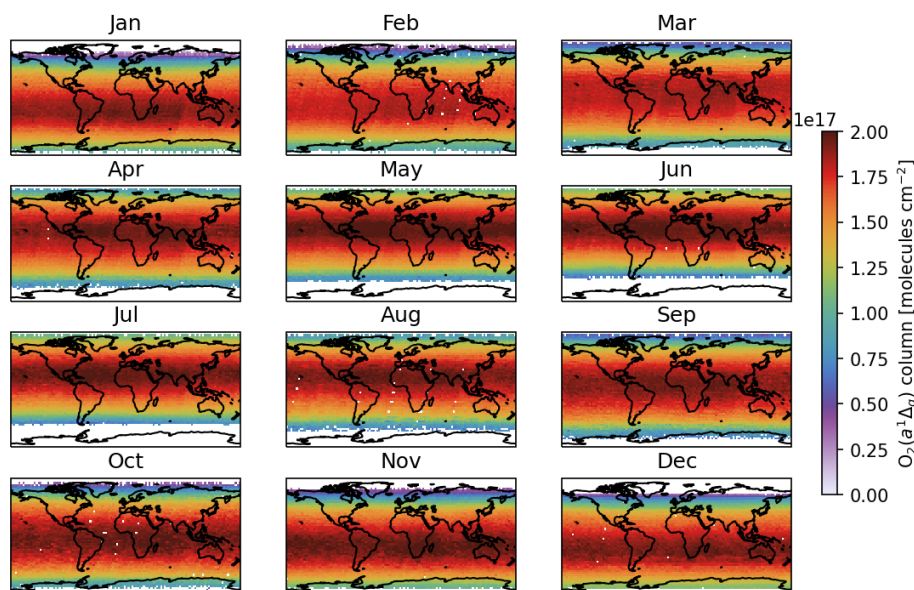 Jan Feb Mar
Apr May Jun
Jul Aug Sep
Oct Nov Dec
1e17
2.00
1.75
1.50
1.25
1.00
0.75
0.50
0.25
0.00
O₂(a¹Δg) column [molecules cm⁻²]